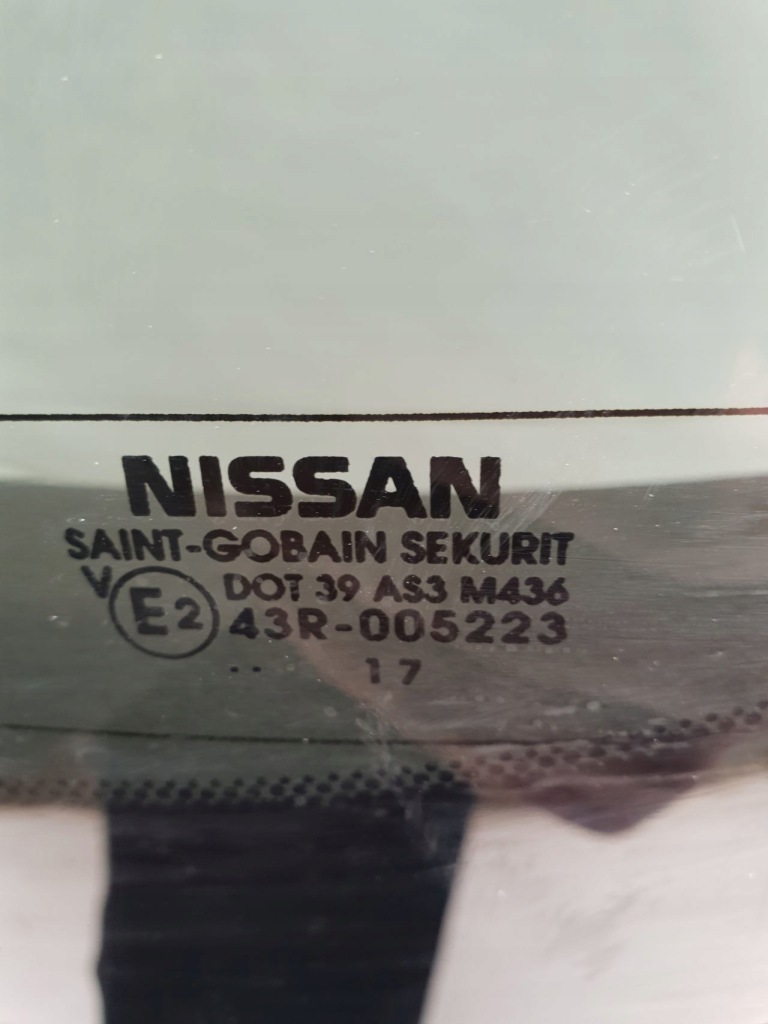 NISSAN
SAINT-GOBAIN SEKURIT
V E2 DOT 39 AS3 M436
43R-005223
.. 17